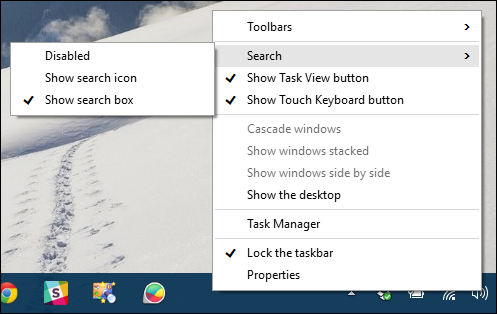 Toolbars
Search
Disabled
Show search icon
Show search box
Show Task View button
Show Touch Keyboard button
Cascade windows
Show windows stacked
Show windows side by side
Show the desktop
Task Manager
Lock the taskbar
Properties
S